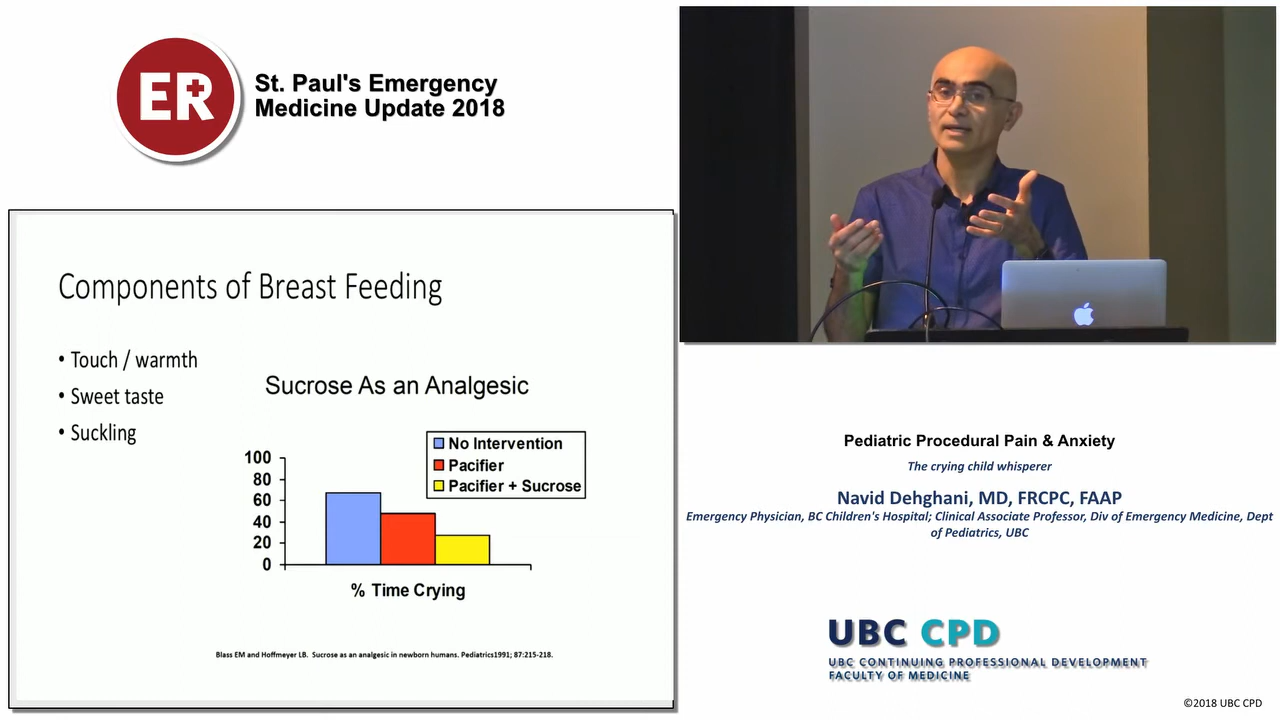 ER
St. Paul's Emergency
Medicine Update 2018
Components of Breast Feeding
• Touch / warmth
• Sweet taste
• Suckling
Sucrose As an Analgesic
No Intervention
Pacifier
Pacifier + Sucrose
100
80
60
40
20
0
% Time Crying
Blass EM and Hoffmeyer LB. Sucrose as an analgesic in newborn humans. Pediatrics1991; 87:215-218.
Pediatric Procedural Pain & Anxiety
The crying child whisperer
Navid Dehghani, MD, FRCPC, FAAP
Emergency Physician, BC Children's Hospital; Clinical Associate Professor, Div of Emergency Medicine, Dept
of Pediatrics, UBC
UBC CPD
UBC CONTINUING PROFESSIONAL DEVELOPMENT
FACULTY OF MEDICINE
©2018 UBC CPD